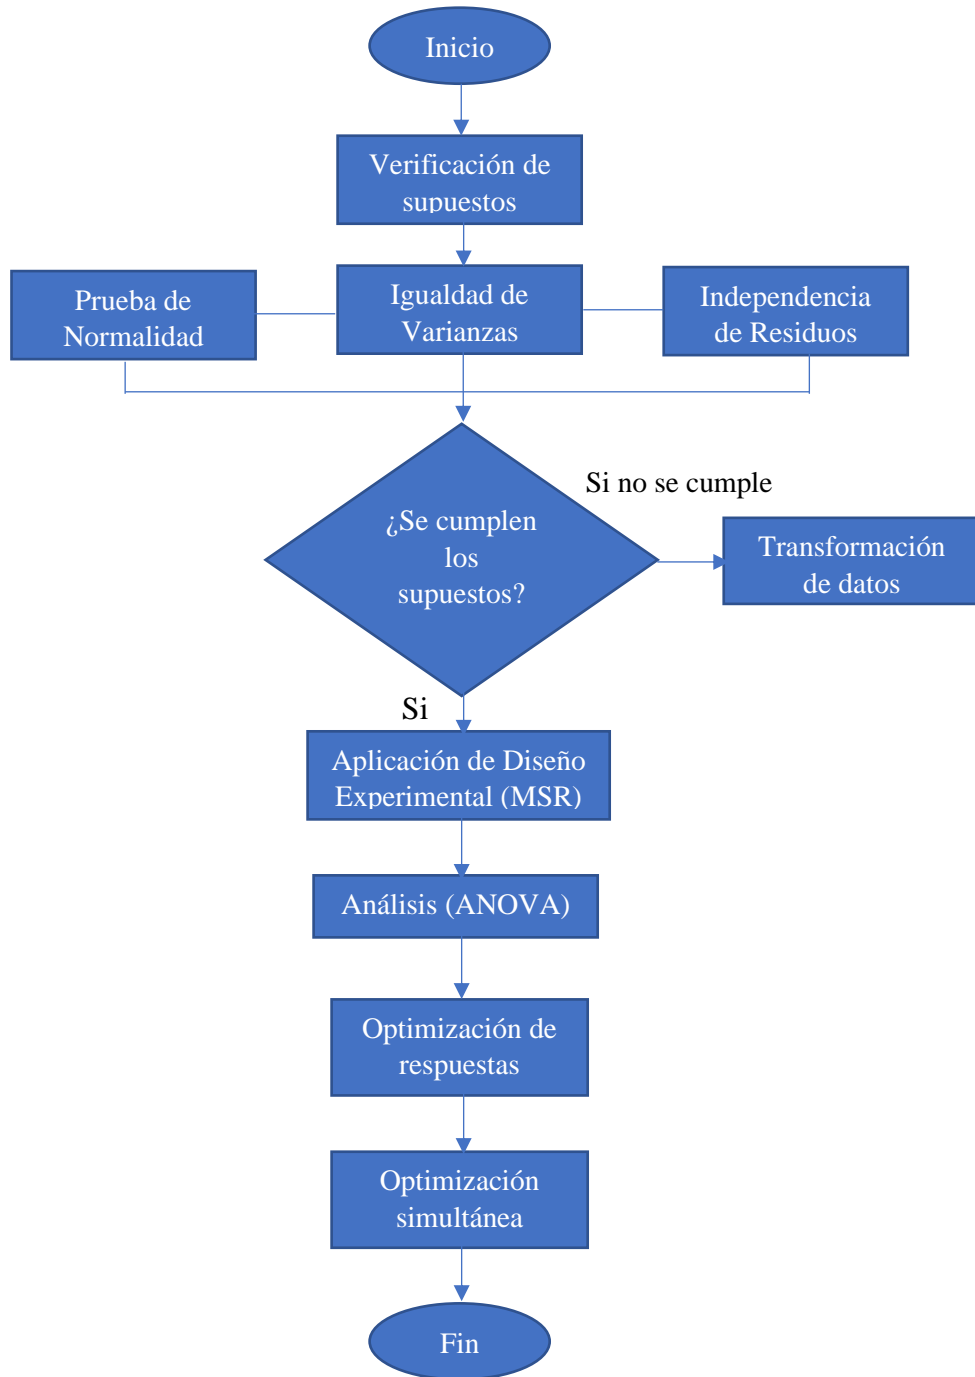 Inicio
Verificación de
supuestos
Prueba de
Normalidad
Igualdad de
Varianzas
Independencia
de Residuos
¿Se cumplen
los
supuestos?
Si no se cumple
Transformación
de datos
Si
Aplicación de Diseño
Experimental (MSR)
Análisis (ANOVA)
Optimización de
respuestas
Optimización
simultánea
Fin